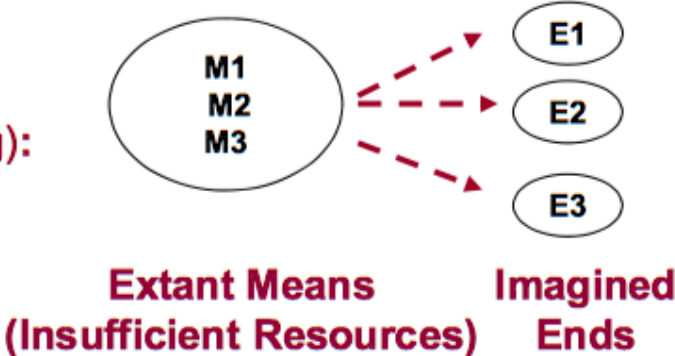 M1
M2
M3
E1
E2
E3
):
Extant Means
(Insufficient Resources)
Imagined
Ends